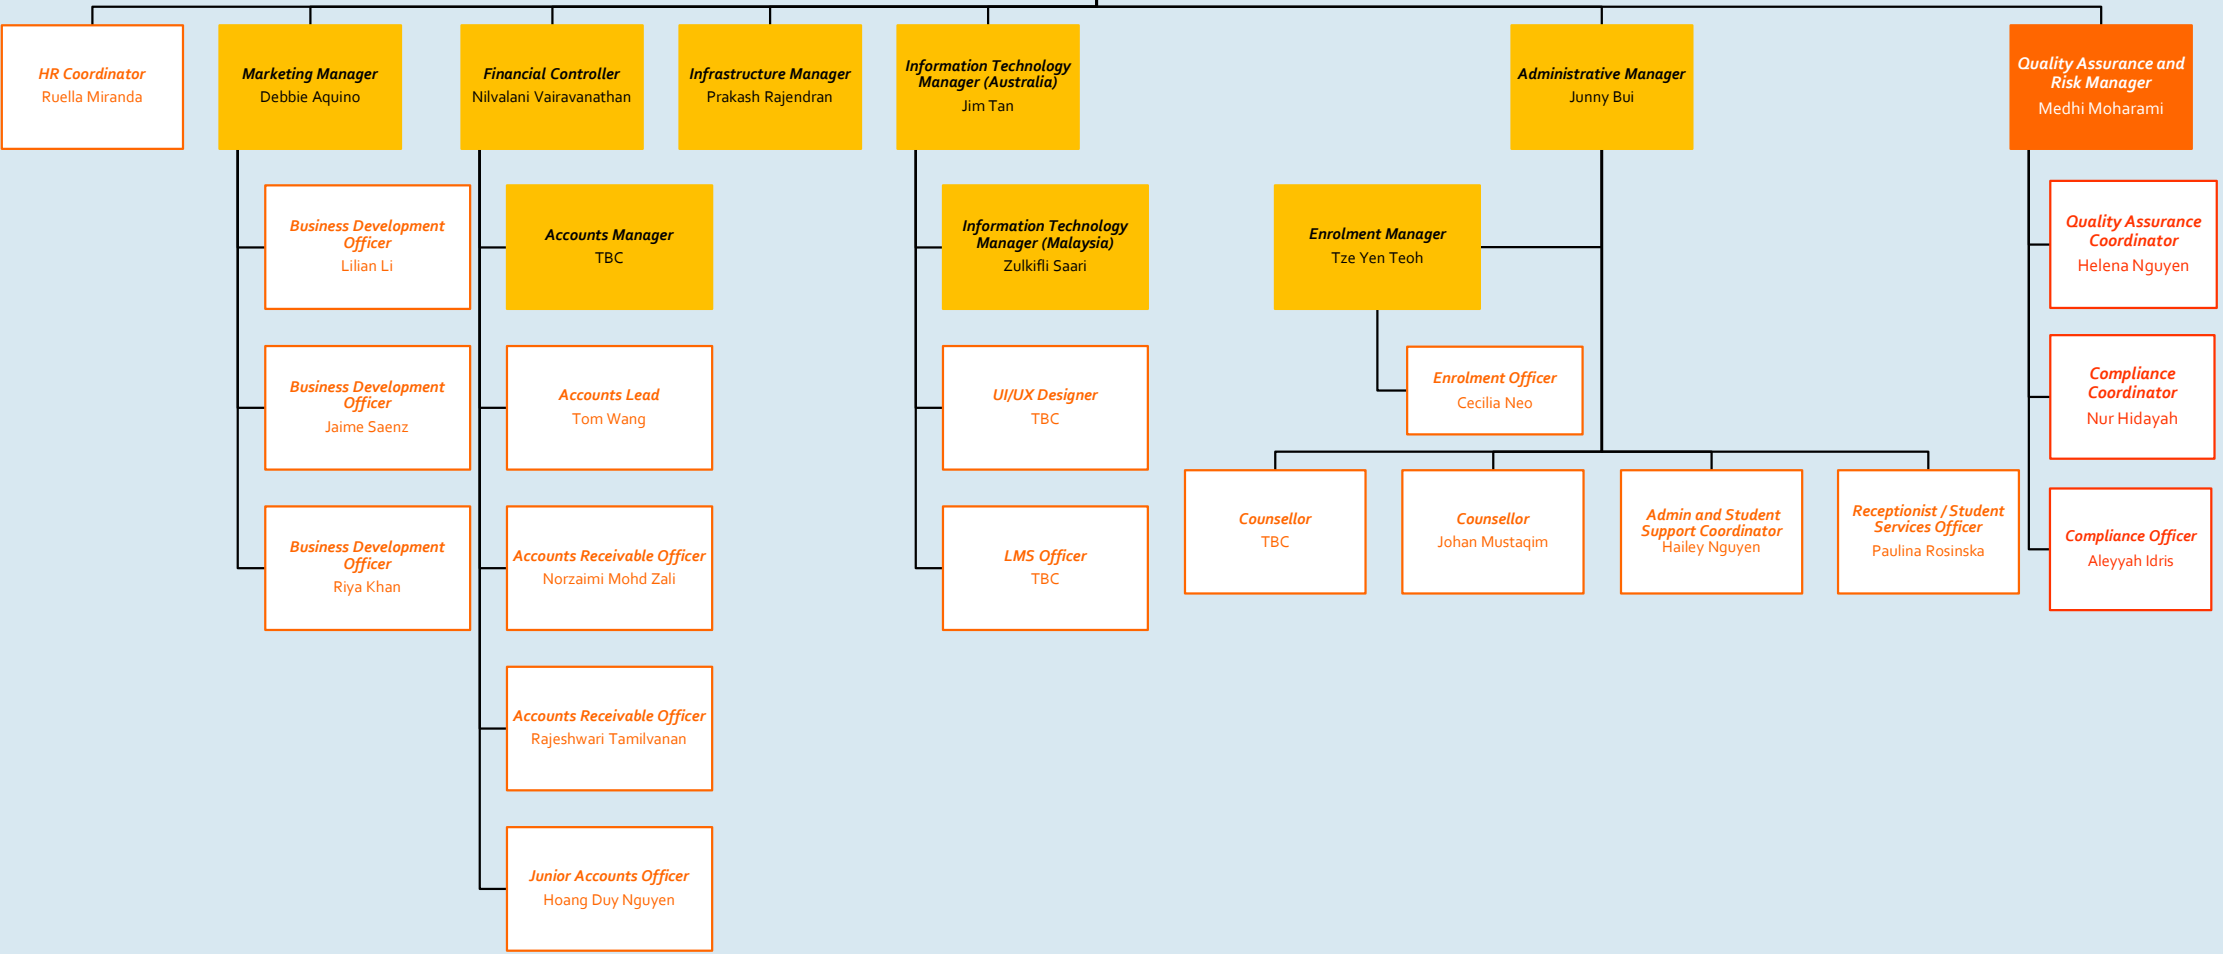 HR Coordinator
Ruella Miranda
Marketing Manager
Debbie Aquino
Financial Controller
Nilvalani Vairavanathan
Infrastructure Manager
Prakash Rajendran
Information Technology
Manager (Australia)
Jim Tan
Administrative Manager
Junny Bui
Quality Assurance and
Risk Manager
Medhi Moharami
Business Development
Officer
Lilian Li
Accounts Manager
TBC
Information Technology
Manager (Malaysia)
Zulkifli Saari
Enrolment Manager
Tze Yen Teoh
Quality Assurance
Coordinator
Helena Nguyen
Business Development
Officer
Jaime Saenz
Accounts Lead
Tom Wang
UI/UX Designer
TBC
Enrolment Officer
Cecilia Neo
Compliance
Coordinator
Nur Hidayah
Business Development
Officer
Riya Khan
Accounts Receivable Officer
Norzaimi Mohd Zali
LMS Officer
TBC
Counsellor
TBC
Counsellor
Johan Mustaqim
Admin and Student
Support Coordinator
Hailey Nguyen
Receptionist / Student
Services Officer
Paulina Rosinska
Compliance Officer
Aleyyah Idris
Accounts Receivable Officer
Rajeshwari Tamilvanan
Junior Accounts Officer
Hoang Duy Nguyen